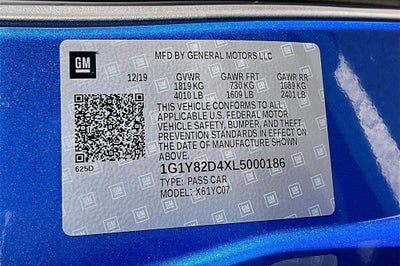 GM
MFD BY GENERAL MOTORS LLC
12/19 GVWR GAWR FRT GAWR RR
1819 KG 730 KG 1089 KG
4010 LB 1609 LB 2401 LB
THIS VEHICLE CONFORMS TO ALL
APPLICABLE U.S. FEDERAL MOTOR
VEHICLE SAFETY, BUMPER, AND THEFT
PREVENTION STANDARDS IN EFFECT ON
THE DATE OF MANUFACTURE SHOWN
ABOVE.
625D
1G1Y82D4XL5000186
TYPE: PASS CAR
MODEL: X61YC07